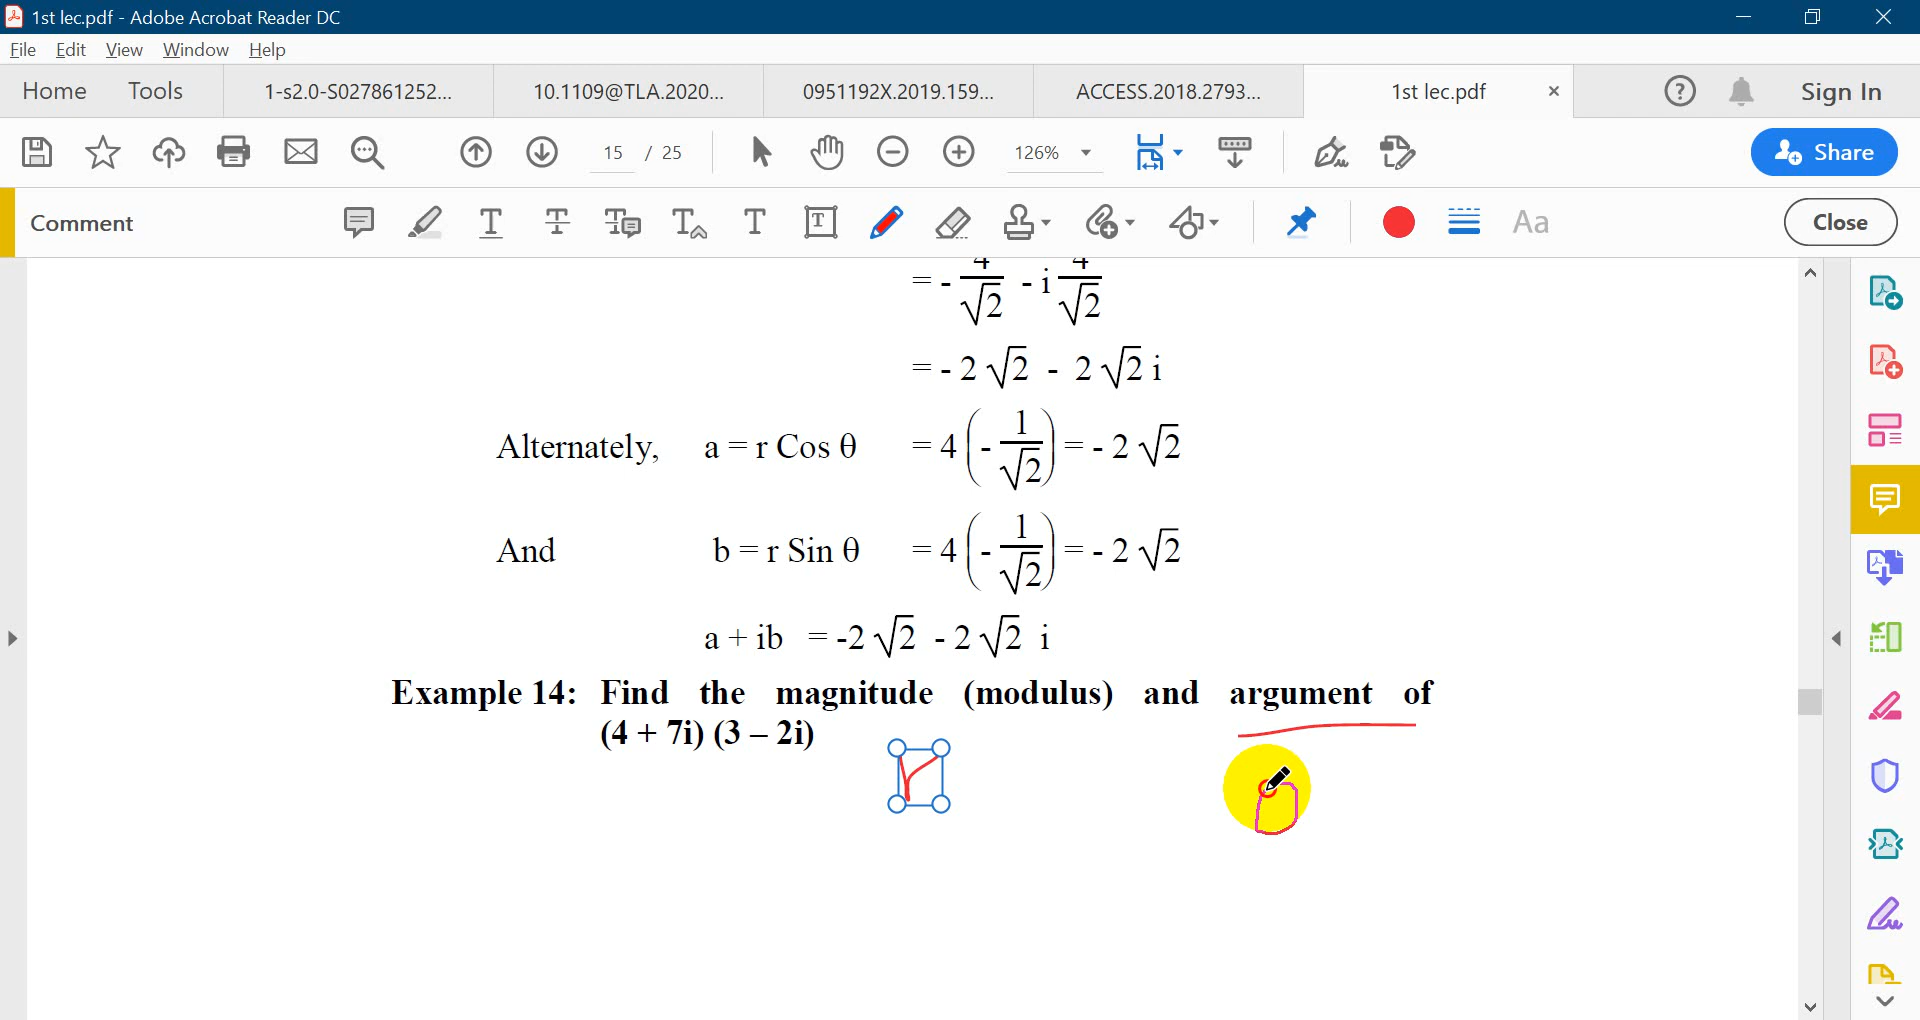 1st lec.pdf - Adobe Acrobat Reader DC
File Edit View Window Help
Home Tools 1-s2.0-S027861252... 10.1109@TLA.2020... 0951192X.2019.159... ACCESS.2018.2793... 1st lec.pdf × Sign In
15 / 25 126% Share
Comment Aa Close
= - 4/√2 - i 4/√2
= - 2 √2 - 2 √2 i
Alternately, a = r Cos θ = 4 (- 1/√2) = - 2 √2
And b = r Sin θ = 4 (- 1/√2) = - 2 √2
a + ib = -2 √2 - 2 √2 i
Example 14: Find the magnitude (modulus) and argument of
(4 + 7i) (3 – 2i)
r